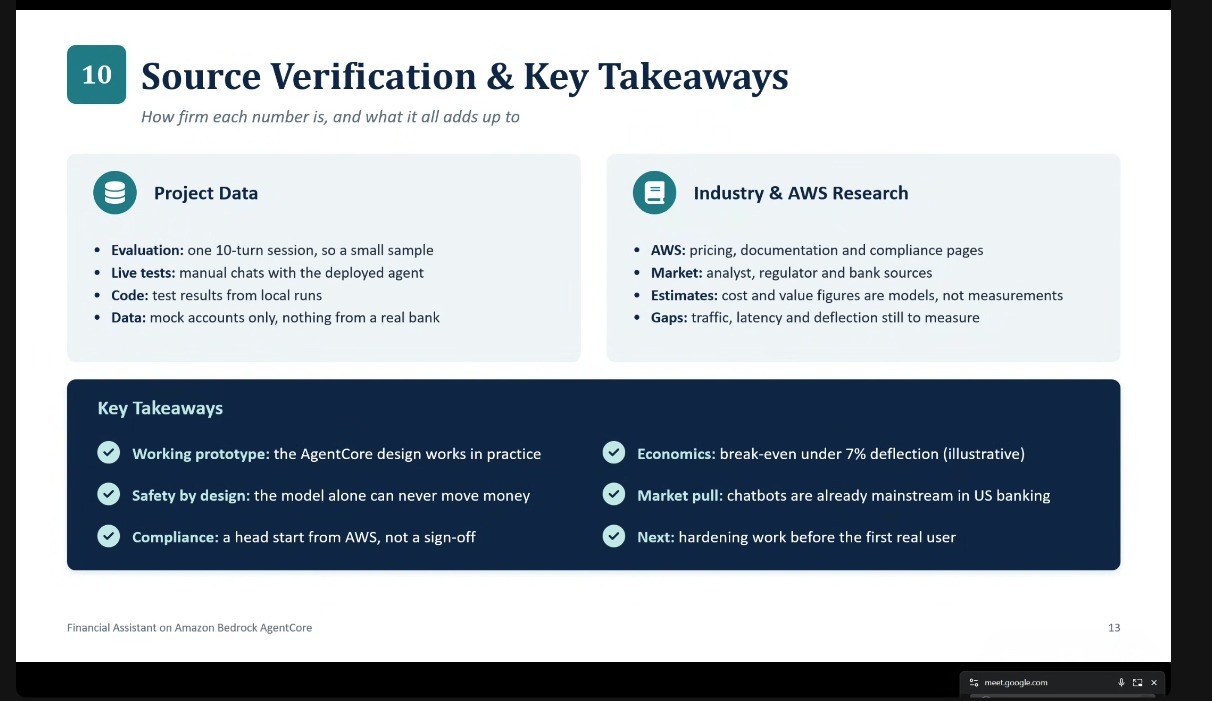 10
Source Verification & Key Takeaways
How firm each number is, and what it all adds up to
Project Data
• Evaluation: one 10-turn session, so a small sample
• Live tests: manual chats with the deployed agent
• Code: test results from local runs
• Data: mock accounts only, nothing from a real bank
Industry & AWS Research
• AWS: pricing, documentation and compliance pages
• Market: analyst, regulator and bank sources
• Estimates: cost and value figures are models, not measurements
• Gaps: traffic, latency and deflection still to measure
Key Takeaways
Working prototype: the AgentCore design works in practice
Safety by design: the model alone can never move money
Compliance: a head start from AWS, not a sign-off
Economics: break-even under 7% deflection (illustrative)
Market pull: chatbots are already mainstream in US banking
Next: hardening work before the first real user
Financial Assistant on Amazon Bedrock AgentCore
13
meet.google.com